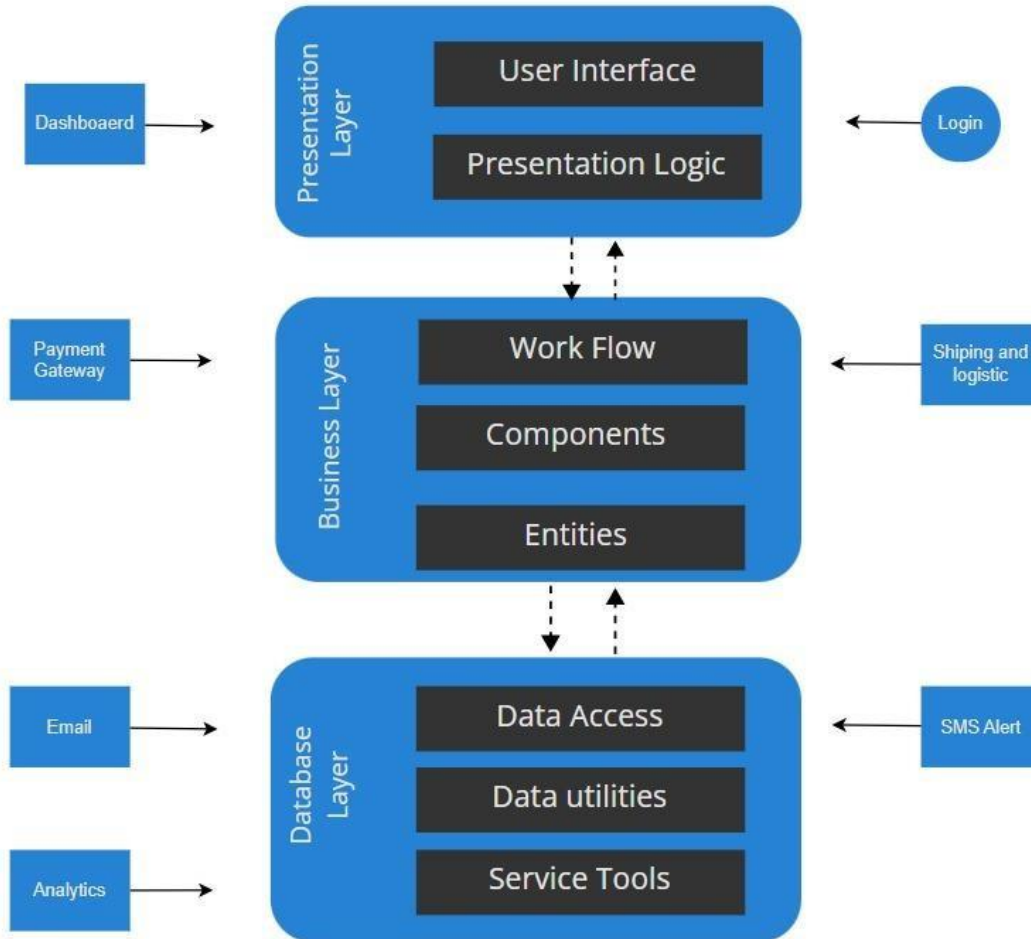 User Interface
Presentation
Layer
Dashboaerd
Login
Presentation Logic
Work Flow
Payment
Gateway
Business Layer
Shiping and
logistic
Components
Entities
Data Access
Email
Database
Layer
SMS Alert
Data utilities
Service Tools
Analytics